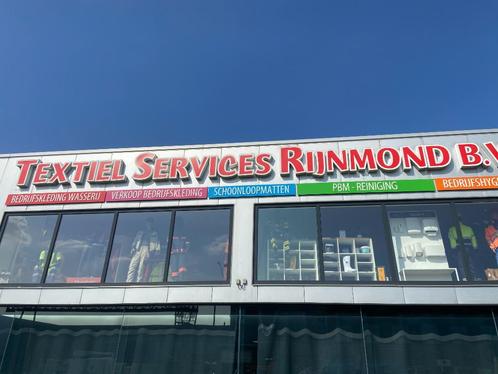 TEXTIEL SERVICES RIJNMOND B.V.
BEDRIJFSKLEDING WASSERIJ VERKOOP BEDRIJFSKLEDING SCHOONLOOPMATTEN PBM - REINIGING